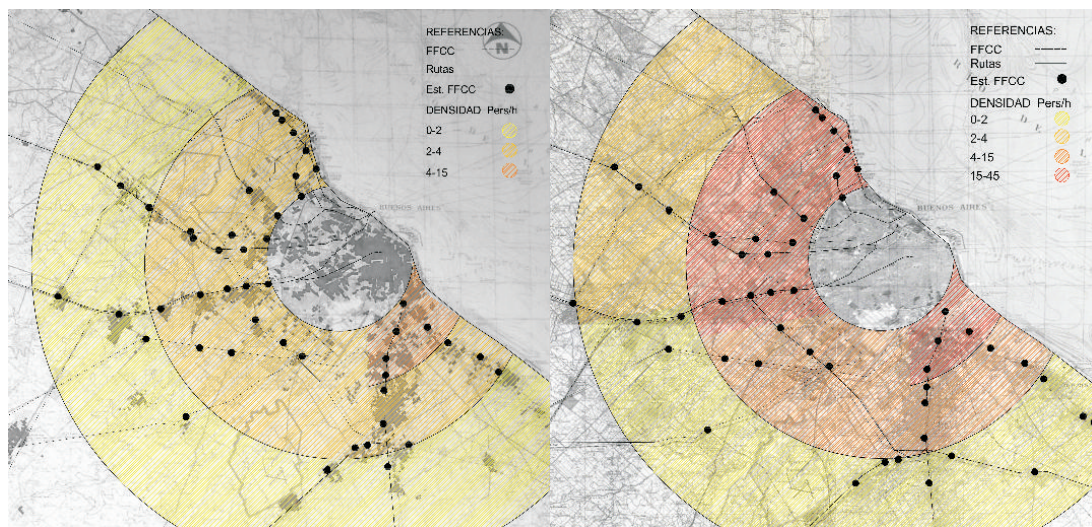 N
REFERENCIAS:
FFCC
Rutas
Est. FFCC
DENSIDAD Pers/h
0-2
2-4
4-15
BUENOS AIRES
REFERENCIAS:
FFCC
Rutas
Est. FFCC
DENSIDAD Pers/h
0-2
2-4
4-15
15-45
BUENOS AIRES